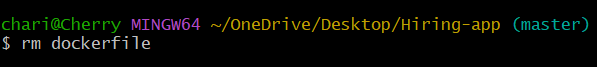 chari@Cherry MINGW64 ~/OneDrive/Desktop/Hiring-app (master)
$ rm dockerfile